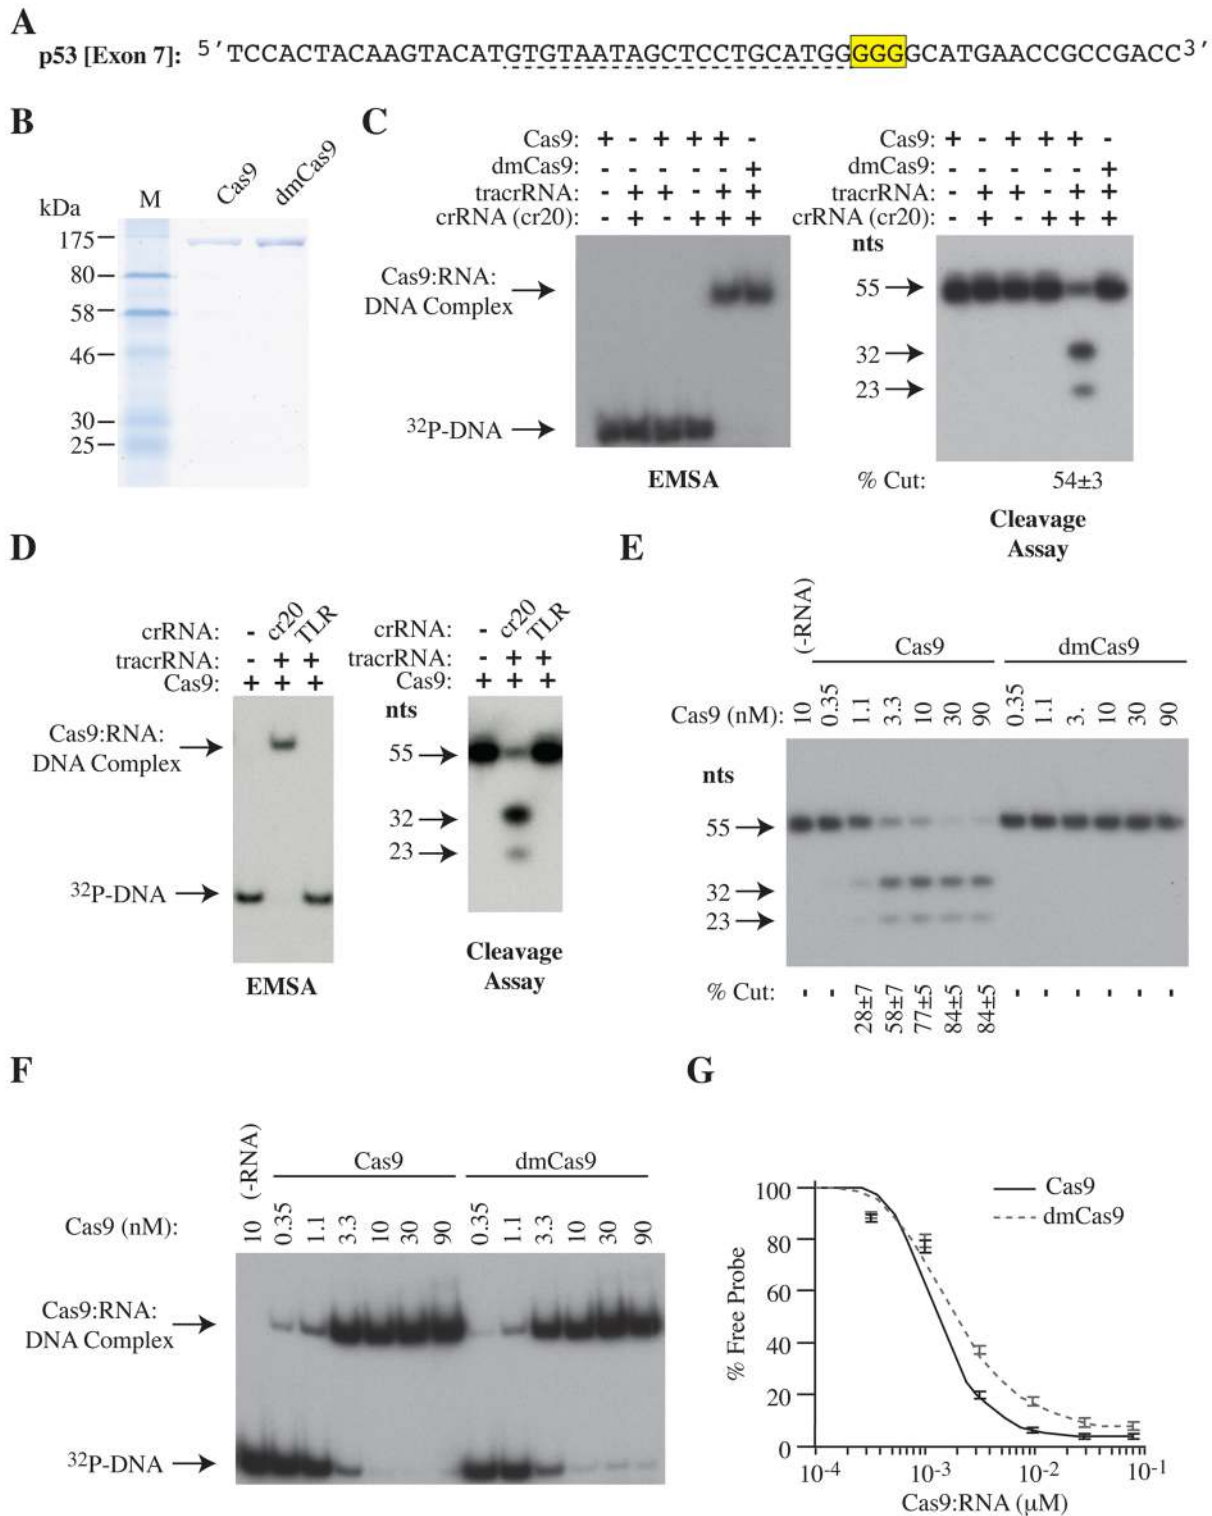 A
p53 [Exon 7]: 5'TCCACTACAAGTACATGTGTAATAGCTCCTGCATGGGGGGCATGAACCGCCGACC3'
B
kDa
M
Cas9
dmCas9
175
80
58
46
30
25
C
Cas9: + - + + + -
dmCas9: - - - - - +
tracrRNA: - + + - + +
crRNA (cr20): - + - + + +
Cas9:RNA:
DNA Complex
32P-DNA
EMSA
Cas9: + - + + + -
dmCas9: - - - - - +
tracrRNA: - + + - + +
crRNA (cr20): - + - + + +
nts
55
32
23
% Cut: 54±3
Cleavage
Assay
D
crRNA: - cr20 TLR
tracrRNA: - + +
Cas9: + + +
Cas9:RNA:
DNA Complex
32P-DNA
EMSA
crRNA: - cr20 TLR
tracrRNA: - + +
Cas9: + + +
nts
55
32
23
Cleavage
Assay
E
(-RNA)
Cas9
dmCas9
Cas9 (nM): 10 0.35 1.1 3.3 10 30 90 0.35 1.1 3. 10 30 90
nts
55
32
23
% Cut: - - 28±7 58±7 77±5 84±5 84±5 - - - - - -
F
(-RNA)
Cas9
dmCas9
Cas9 (nM): 10 0.35 1.1 3.3 10 30 90 0.35 1.1 3.3 10 30 90
Cas9:RNA:
DNA Complex
32P-DNA
G
% Free Probe
100
80
60
40
20
0
Cas9
dmCas9
10-4 10-3 10-2 10-1
Cas9:RNA (µM)